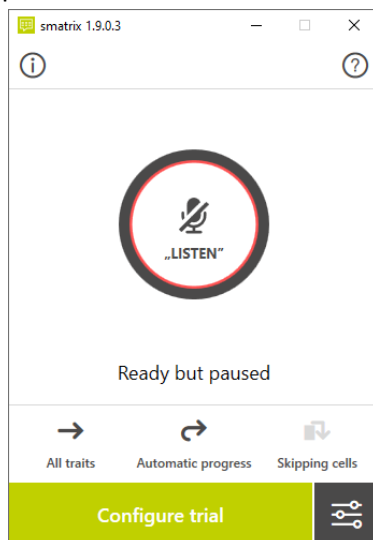 smatrix 1.9.0.3
„LISTEN”
Ready but paused
All traits
Automatic progress
Skipping cells
Configure trial